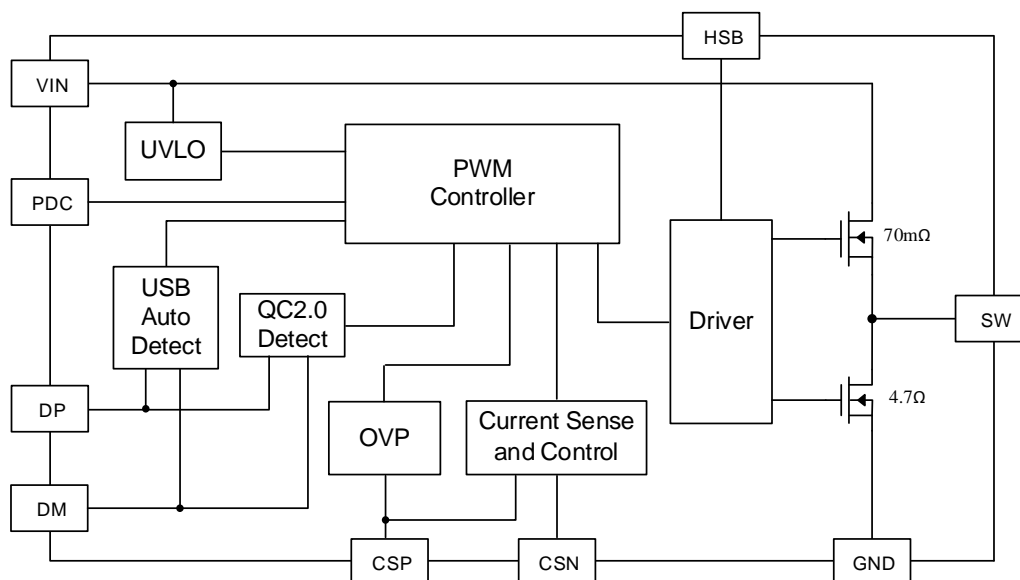 HSB
VIN
UVLO
PWM
Controller
PDC
70mΩ
USB
Auto
Detect
QC2.0
Detect
Driver
SW
DP
4.7Ω
OVP
Current Sense
and Control
DM
CSP
CSN
GND